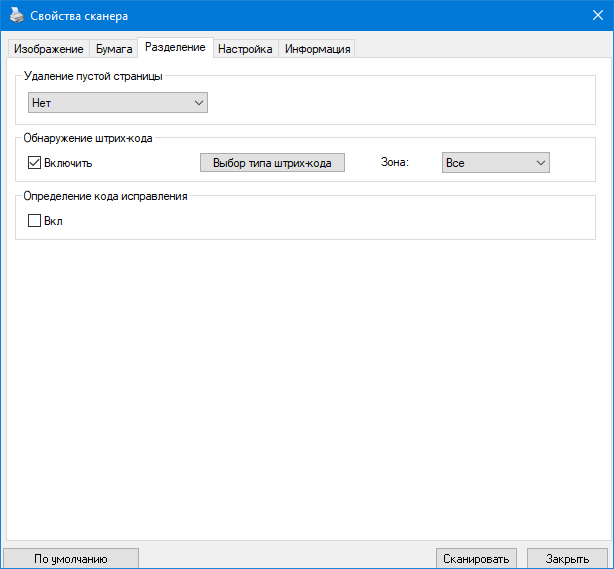 Свойства сканера
Изображение Бумага Разделение Настройка Информация
Удаление пустой страницы
Нет
Обнаружение штрих-кода
Включить Выбор типа штрих-кода Зона: Все
Определение кода исправления
Вкл
По умолчанию Сканировать Закрыть